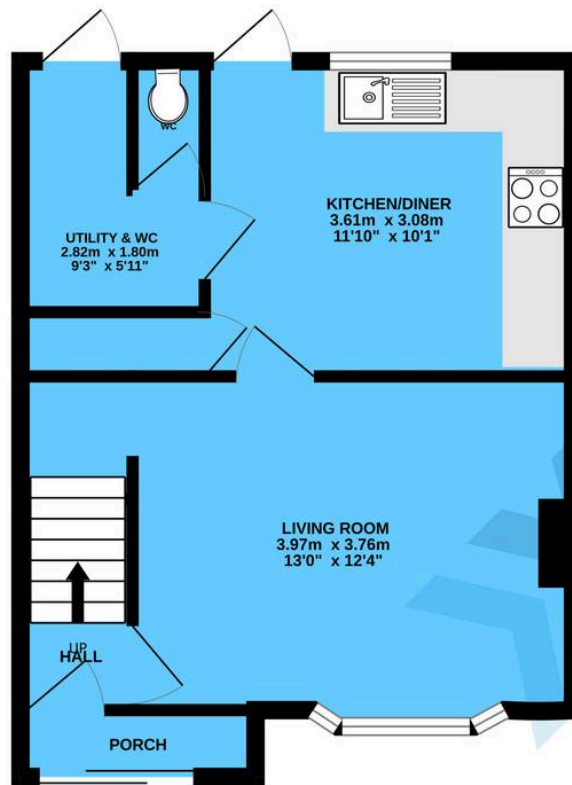 WC
KITCHEN/DINER
3.61m x 3.08m
11'10" x 10'1"
UTILITY & WC
2.82m x 1.80m
9'3" x 5'11"
LIVING ROOM
3.97m x 3.76m
13'0" x 12'4"
UP
HALL
PORCH